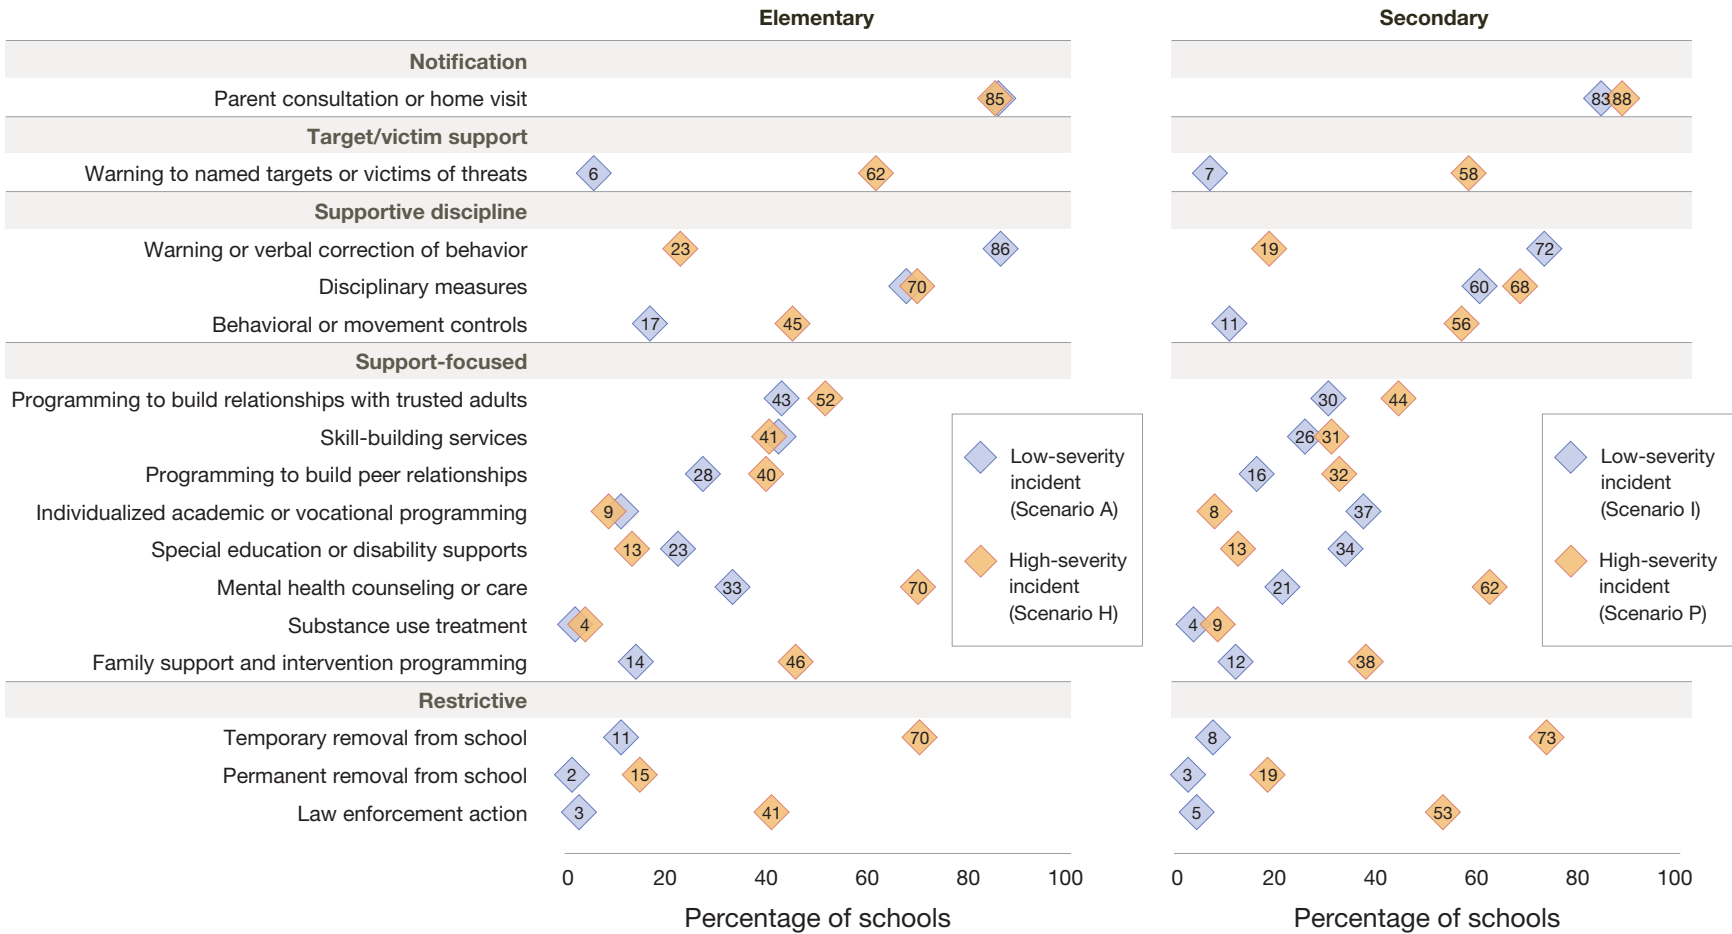 Elementary Secondary
Notification
Parent consultation or home visit 85 83 88
Target/victim support
Warning to named targets or victims of threats 6 62 7 58
Supportive discipline
Warning or verbal correction of behavior 23 86 19 72
Disciplinary measures 70 60 68
Behavioral or movement controls 17 45 11 56
Support-focused
Programming to build relationships with trusted adults 43 52 30 44
Skill-building services 41 26 31
Programming to build peer relationships 28 40 16 32
Individualized academic or vocational programming 9 8 37
Special education or disability supports 13 23 13 34
Mental health counseling or care 33 70 21 62
Substance use treatment 4 4 9
Family support and intervention programming 14 46 12 38
Restrictive
Temporary removal from school 11 70 8 73
Permanent removal from school 2 15 3 19
Law enforcement action 3 41 5 53
Low-severity
incident
(Scenario A)
High-severity
incident
(Scenario H)
Low-severity
incident
(Scenario I)
High-severity
incident
(Scenario P)
0 20 40 60 80 100 0 20 40 60 80 100
Percentage of schools Percentage of schools